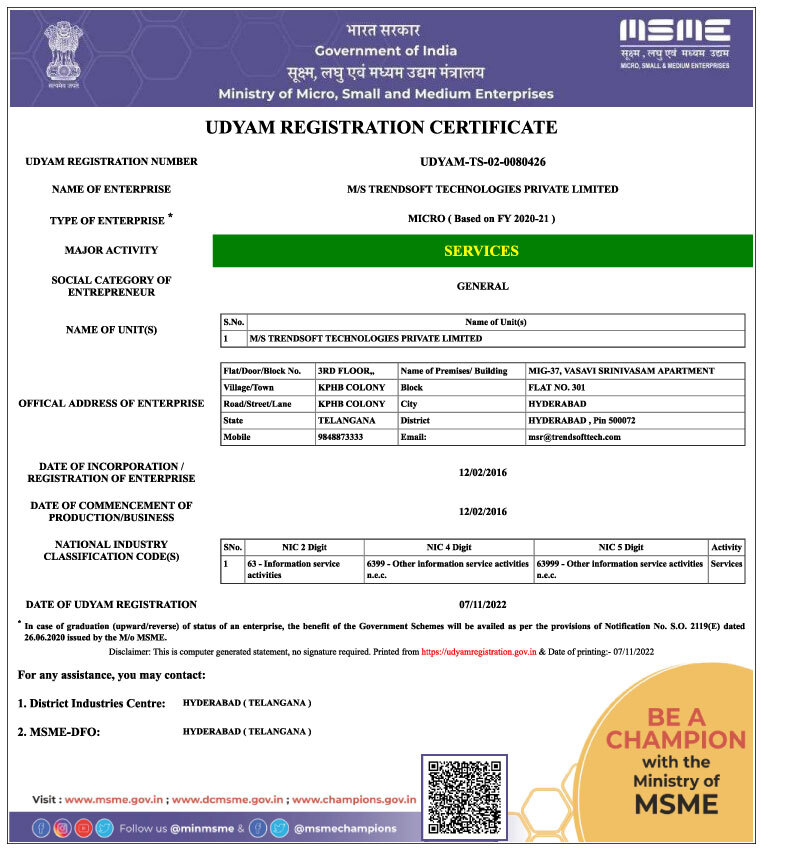 भारत सरकार
Government of India
सूक्ष्म, लघु एवं मध्यम उद्यम मंत्रालय
Ministry of Micro, Small and Medium Enterprises
सत्यमेव जयते
MSME
सूक्ष्म, लघु एवं मध्यम उद्यम
MICRO, SMALL & MEDIUM ENTERPRISES
UDYAM REGISTRATION CERTIFICATE
UDYAM REGISTRATION NUMBER UDYAM-TS-02-0080426
NAME OF ENTERPRISE M/S TRENDSOFT TECHNOLOGIES PRIVATE LIMITED
TYPE OF ENTERPRISE * MICRO ( Based on FY 2020-21 )
MAJOR ACTIVITY SERVICES
SOCIAL CATEGORY OF
ENTREPRENEUR GENERAL
NAME OF UNIT(S)
S.No. Name of Unit(s)
1 M/S TRENDSOFT TECHNOLOGIES PRIVATE LIMITED
OFFICAL ADDRESS OF ENTERPRISE
Flat/Door/Block No. 3RD FLOOR,, Name of Premises/ Building MIG-37, VASAVI SRINIVASAM APARTMENT
Village/Town KPHB COLONY Block FLAT NO. 301
Road/Street/Lane KPHB COLONY City HYDERABAD
State TELANGANA District HYDERABAD , Pin 500072
Mobile 9848873333 Email: msr@trendsofttech.com
DATE OF INCORPORATION /
REGISTRATION OF ENTERPRISE 12/02/2016
DATE OF COMMENCEMENT OF
PRODUCTION/BUSINESS 12/02/2016
NATIONAL INDUSTRY
CLASSIFICATION CODE(S)
SNo. NIC 2 Digit NIC 4 Digit NIC 5 Digit Activity
1 63 - Information service 6399 - Other information service activities 63999 - Other information service activities Services
activities n.e.c. n.e.c.
DATE OF UDYAM REGISTRATION 07/11/2022
* In case of graduation (upward/reverse) of status of an enterprise, the benefit of the Government Schemes will be availed as per the provisions of Notification No. S.O. 2119(E) dated
26.06.2020 issued by the M/o MSME.
Disclaimer: This is computer generated statement, no signature required. Printed from https://udyamregistration.gov.in & Date of printing:- 07/11/2022
For any assistance, you may contact:
1. District Industries Centre: HYDERABAD ( TELANGANA )
2. MSME-DFO: HYDERABAD ( TELANGANA )
BE A
CHAMPION
with the
Ministry of
MSME
Visit : www.msme.gov.in ; www.dcmsme.gov.in ; www.champions.gov.in
Follow us @minmsme & @msmechampions